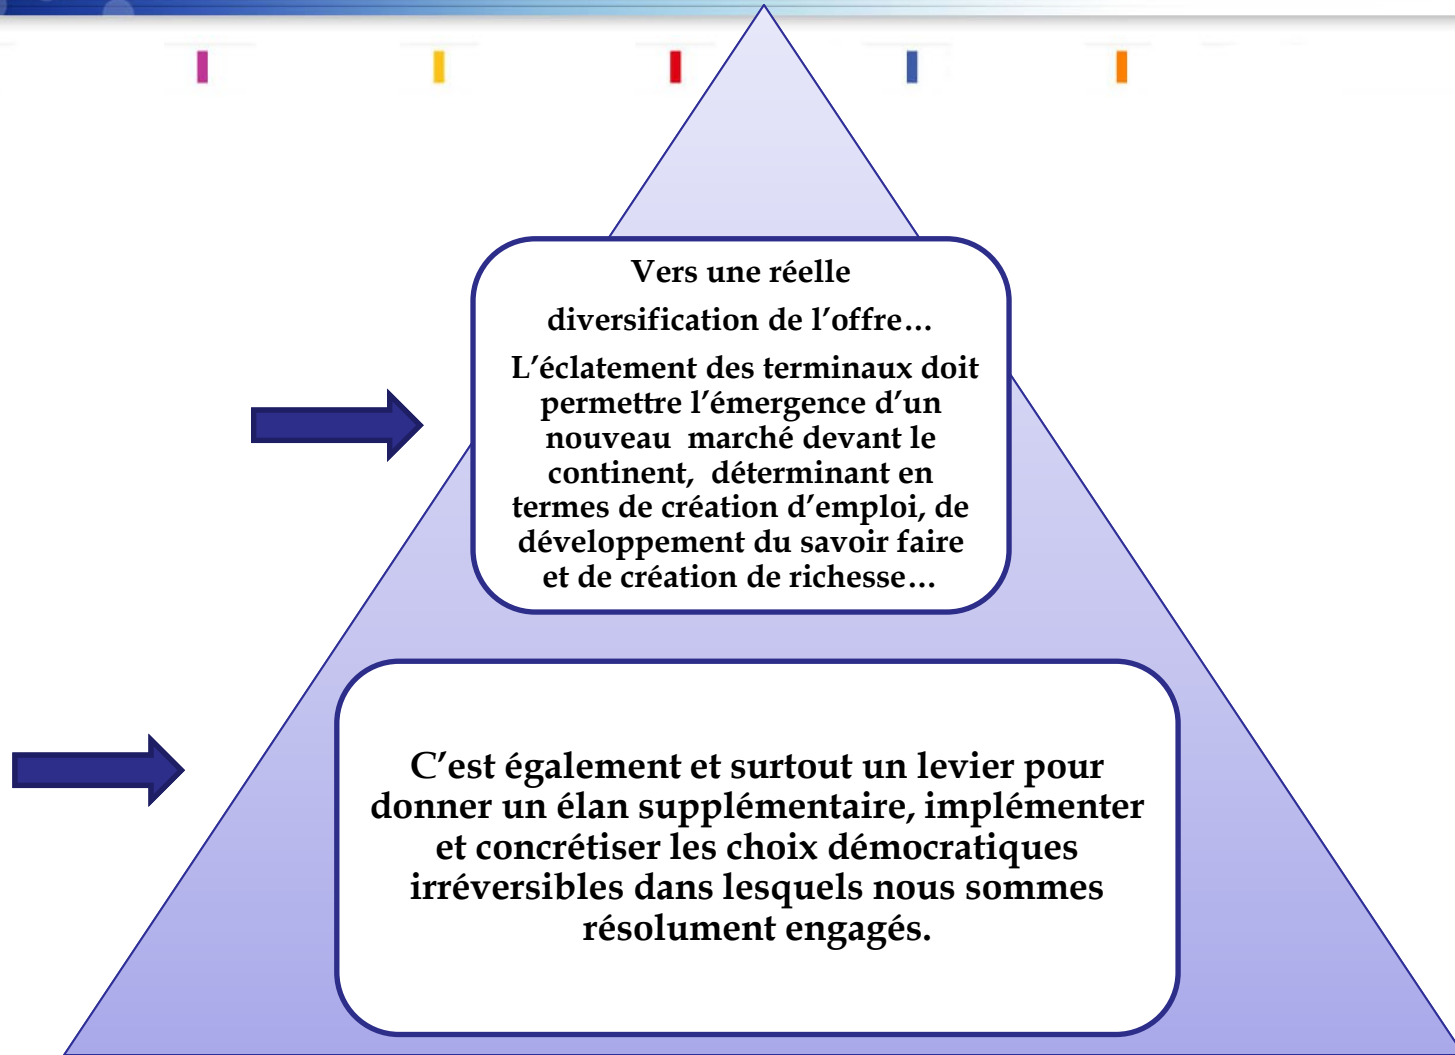 Vers une réelle
diversification de l’offre…
L’éclatement des terminaux doit
permettre l’émergence d’un
nouveau  marché devant le
continent,  déterminant en
termes de création d’emploi, de
développement du savoir faire
et de création de richesse…
C’est également et surtout un levier pour
donner un élan supplémentaire, implémenter
et concrétiser les choix démocratiques
irréversibles dans lesquels nous sommes
résolument engagés.